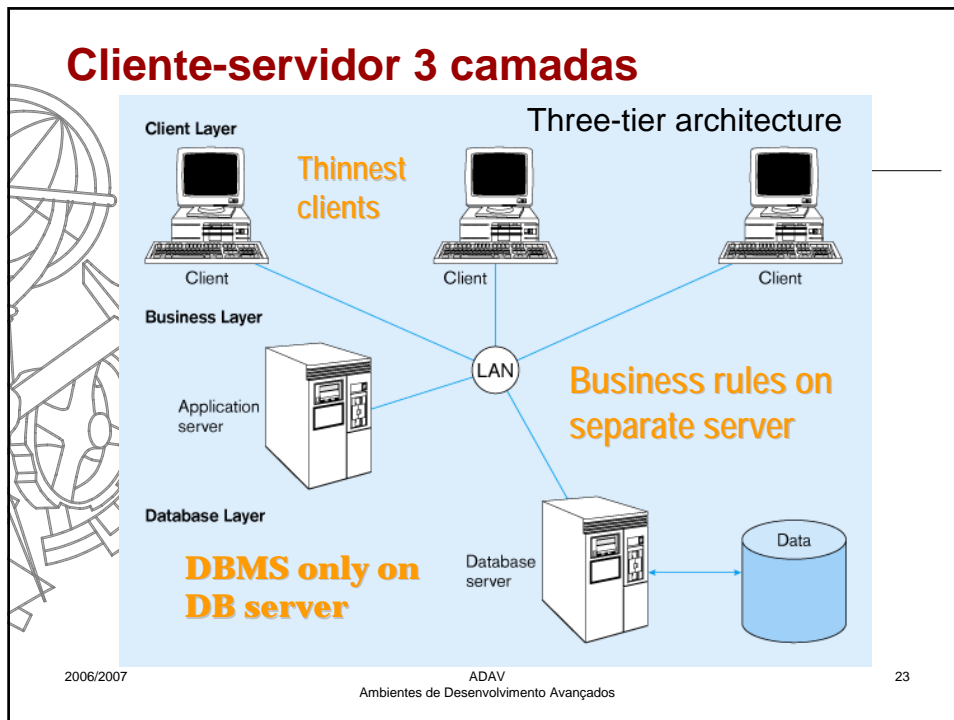 Cliente-servidor 3 camadas
Three-tier architecture
Client Layer
Thinnest
clients
Client
Client
Client
Business Layer
LAN
Business rules on
separate server
Application
server
Database Layer
DBMS only on
DB server
Database
server
Data
2006/2007
ADAV
Ambientes de Desenvolvimento Avançados
23